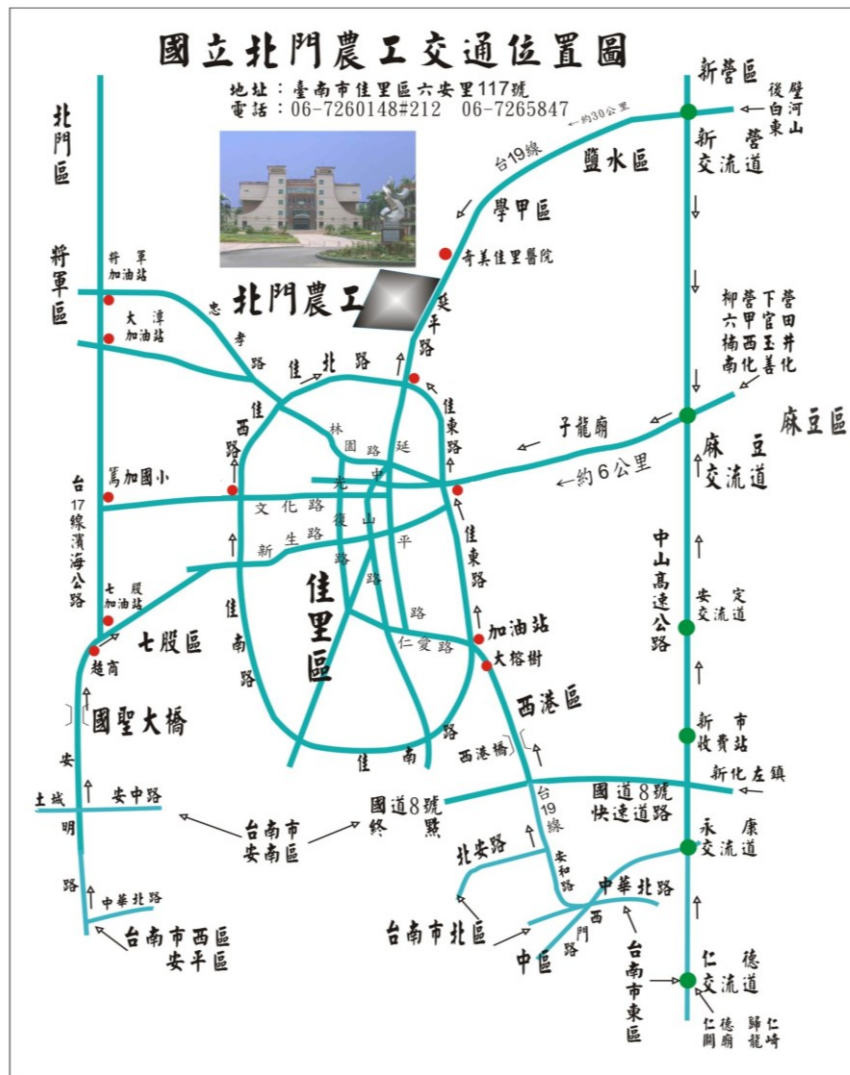 國立北門農工交通位置圖
地址：臺南市佳里區六安里117號
電話：06-7260148#212 06-7265847
新營區
後壁
白河
東山
←約30公里
新營
交流道
北門區
台19線
鹽水區
學甲區
將軍區
將軍
加油站
奇美佳里醫院
北門農工
延平路
忠孝路
大潭
加油站
柳營下營
六甲官田
楠西玉井
南化善化
佳北路
佳西路
佳東路
子龍廟
麻豆區
麻豆
交流道
林園路
延平路
←約6公里
篤加國小
文化路
光復路
中山路
台17線濱海公路
新生路
佳東路
中山高速公路
佳里區
安定
交流道
七股
加油站
七股區
超商
佳南路
仁愛路
加油站
大榕樹
西港區
國聖大橋
西港橋
佳南路
新市
收費站
新化左鎮
國道8號
快速道路
國道8號
終點
台19線
土城
安中路
安明路
台南市
安南區
永康
交流道
北安路
安和路
中華北路
中華北路
台南市西區
安平區
台南市北區
中區
西門路
台南市東區
仁德
交流道
仁德 歸仁
關廟 龍崎